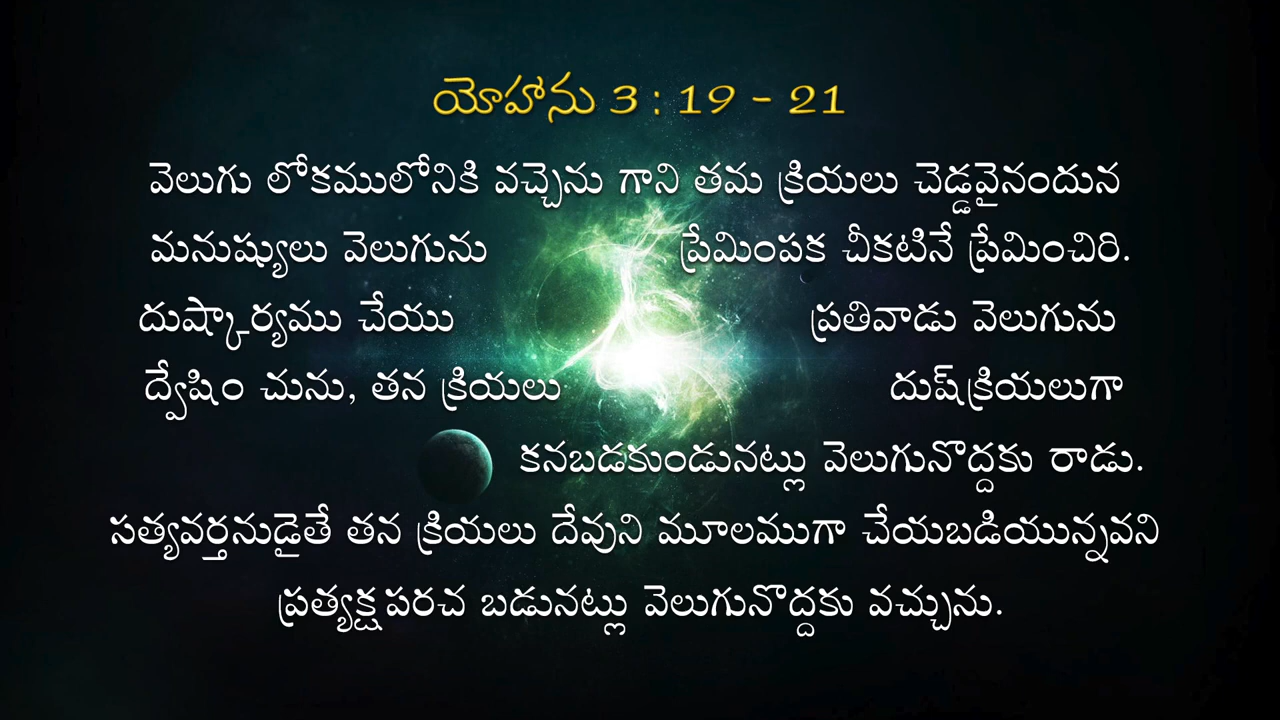 యోహాను 3 : 19 - 21
వెలుగు లోకములోనికి వచ్చెను గాని తమ క్రియలు చెడ్డవైనందున
మనుష్యులు వెలుగును ప్రేమింపక చీకటినే ప్రేమించిరి.
దుష్కార్యము చేయు ప్రతివాడు వెలుగును
ద్వేషిం చును, తన క్రియలు దుష్‌క్రియలుగా
కనబడకుండునట్లు వెలుగునొద్దకు రాడు.
సత్యవర్తనుడైతే తన క్రియలు దేవుని మూలముగా చేయబడియున్నవని
ప్రత్యక్షపరచ బడునట్లు వెలుగునొద్దకు వచ్చును.